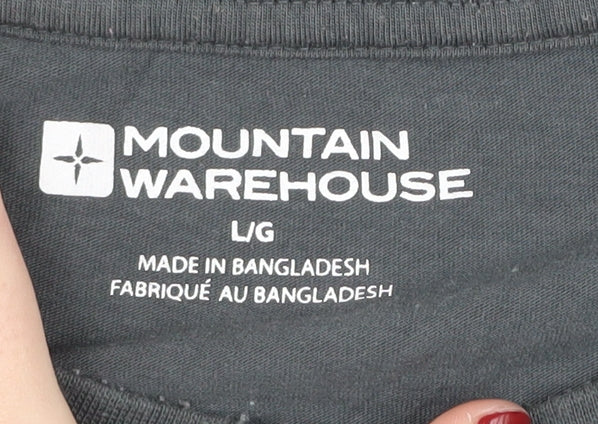 MOUNTAIN
WAREHOUSE
L/G
MADE IN BANGLADESH
FABRIQUÉ AU BANGLADESH